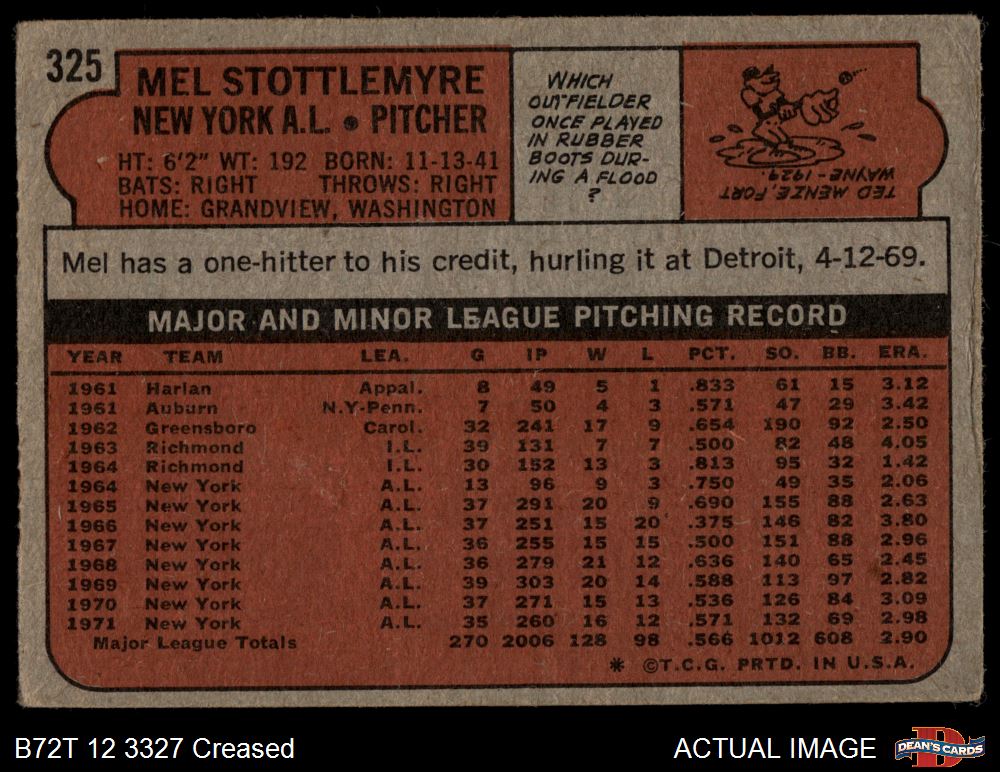 325
MEL STOTTLEMYRE
NEW YORK A.L. • PITCHER
HT: 6'2" WT: 192 BORN: 11-13-41
BATS: RIGHT THROWS: RIGHT
HOME: GRANDVIEW, WASHINGTON
WHICH
OUTFIELDER
ONCE PLAYED
IN RUBBER
BOOTS DUR-
ING A FLOOD
?
TED MENZE, FORT
WAYNE - 1929.
Mel has a one-hitter to his credit, hurling it at Detroit, 4-12-69.
MAJOR AND MINOR LEAGUE PITCHING RECORD
YEAR TEAM LEA. G IP W L PCT. SO. BB. ERA.
1961 Harlan Appal. 8 49 5 1 .833 61 15 3.12
1961 Auburn N.Y-Penn. 7 50 4 3 .571 47 29 3.42
1962 Greensboro Carol. 32 241 17 9 .654 190 92 2.50
1963 Richmond I.L. 39 131 7 7 .500 82 48 4.05
1964 Richmond I.L. 30 152 13 3 .813 95 32 1.42
1964 New York A.L. 13 96 9 3 .750 49 35 2.06
1965 New York A.L. 37 291 20 9 .690 155 88 2.63
1966 New York A.L. 37 251 15 20 .375 146 82 3.80
1967 New York A.L. 36 255 15 15 .500 151 88 2.96
1968 New York A.L. 36 279 21 12 .636 140 65 2.45
1969 New York A.L. 39 303 20 14 .588 113 97 2.82
1970 New York A.L. 37 271 15 13 .536 126 84 3.09
1971 New York A.L. 35 260 16 12 .571 132 69 2.98
Major League Totals 270 2006 128 98 .566 1012 608 2.90
* ©T.C.G. PRTD. IN U.S.A.
B72T 12 3327 Creased
ACTUAL IMAGE
DEAN'S CARDS